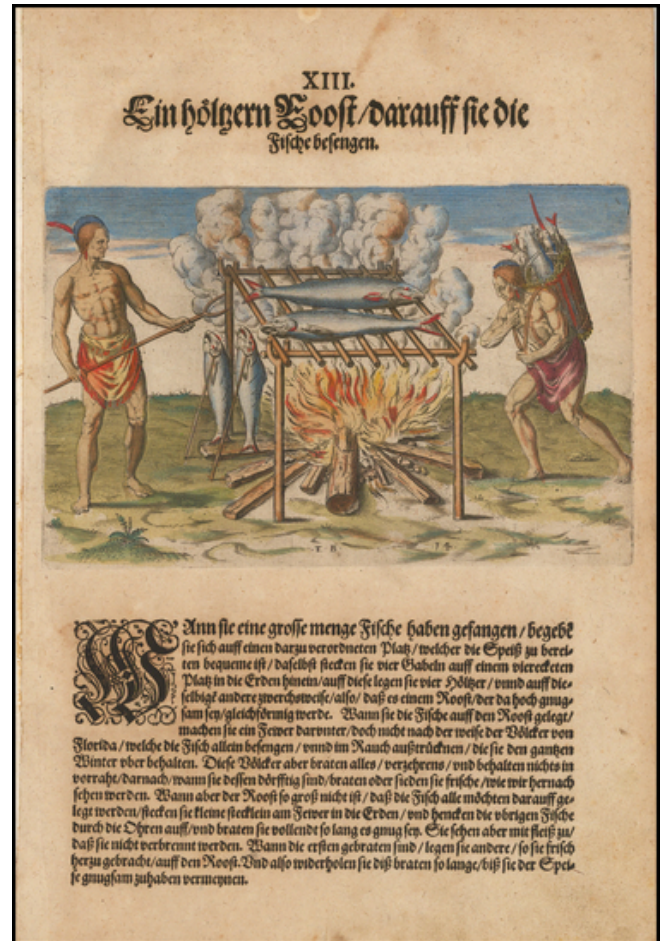 XIII.
Ein höltzern Roost/darauff sie die
Fische besengen.
T B
WAnn sie eine grosse menge Fische haben gefangen / begebẽ
sie sich auff einen darzu verordneten Platz / welcher die Speiß zu berei-
ten bequeme ist / daselbst stecken sie vier Gabeln auff einem viereckten
Platz in die Erden hinein / auff diese legen sie vier Höltzer / vnnd auff die-
selbige andere zwerchsweise / also / daß es einem Roost / der da hoch gnug-
sam sey / gleichförmig werde. Wann sie die Fische auff den Roost gelegt /
machen sie ein Fewer darunter / doch nicht nach der weise der Völcker von
Florida / welche die Fisch allein besengen / vnnd im Rauch außtrücknen / die sie den gantzen
Winter vber behalten. Diese Völcker aber braten alles / verzehrens / vnd behalten nichts in
vorraht / darnach / wann sie dessen dörfftig sind / braten oder sieden sie frische / wie wir hernach
sehen werden. Wann aber der Roost so groß nicht ist / daß die Fisch alle möchten darauff ge-
legt werden / stecken sie kleine stecklein am Fewer in die Erden / vnd hencken die vbrigen Fische
durch die Ohren auff / vnd braten sie vollendt so lang es gnug sey. Sie sehen aber mit fleiß zu /
daß sie nicht verbrennt werden. Wann die ersten gebraten sind / legen sie andere / so sie frisch
herzu gebracht / auff den Roost. Vnd also widerholen sie diß braten so lange / biß sie der Spei-
se gnugsam zuhaben vermeynen.